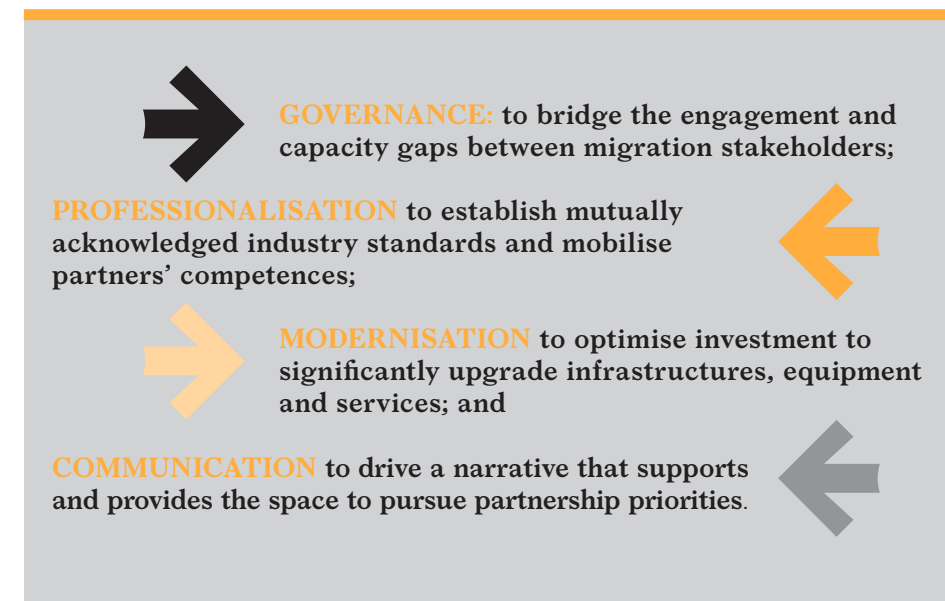 GOVERNANCE: to bridge the engagement and
capacity gaps between migration stakeholders;
PROFESSIONALISATION to establish mutually
acknowledged industry standards and mobilise
partners’ competences;
MODERNISATION to optimise investment to
significantly upgrade infrastructures, equipment
and services; and
COMMUNICATION to drive a narrative that supports
and provides the space to pursue partnership priorities.